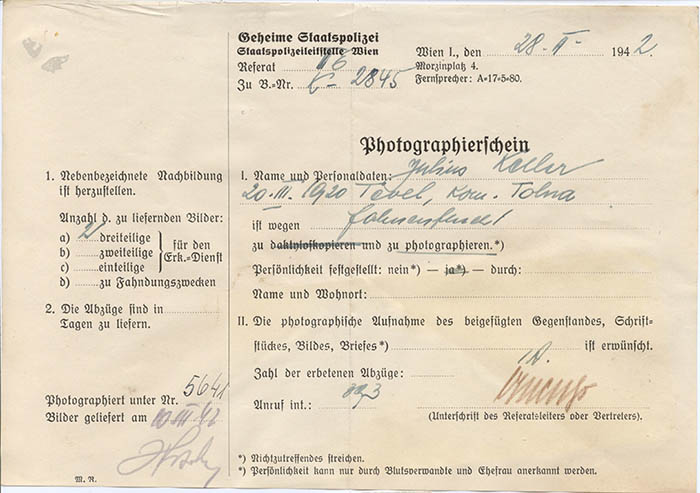 Geheime Staatspolizei
Staatspolizeileitstelle Wien
Referat
Zu B.-Nr. 2845
Wien I., den 28. II. 1942.
Morzinplatz 4.
Fernsprecher: A=17=5=80.
Photographierschein
1. Nebenbezeichnete Nachbildung
ist herzustellen.
Anzahl d. zu liefernden Bilder:
a) 2 dreiteilige
b) zweiteilige
c) einteilige
für den
Erk.=Dienst
d) zu Fahndungszwecken
2. Die Abzüge sind in
Tagen zu liefern.
Photographiert unter Nr. 5641
Bilder geliefert am
M. R.
I. Name und Personaldaten: Julius Keller
20. III. 1920 Tevel, Kom. Tolna
ist wegen Fahnenflucht
zu daktyloskopieren und zu photographieren.*)
Persönlichkeit festgestellt: nein*) — ja*) — durch:
Name und Wohnort:
II. Die photographische Aufnahme des beigefügten Gegenstandes, Schrift=
stückes, Bildes, Briefes*) ist erwünscht.
Zahl der erbetenen Abzüge:
Anruf int.:
(Unterschrift des Referatsleiters oder Vertreters).
*) Nichtzutreffendes streichen.
*) Persönlichkeit kann nur durch Blutsverwandte und Ehefrau anerkannt werden.